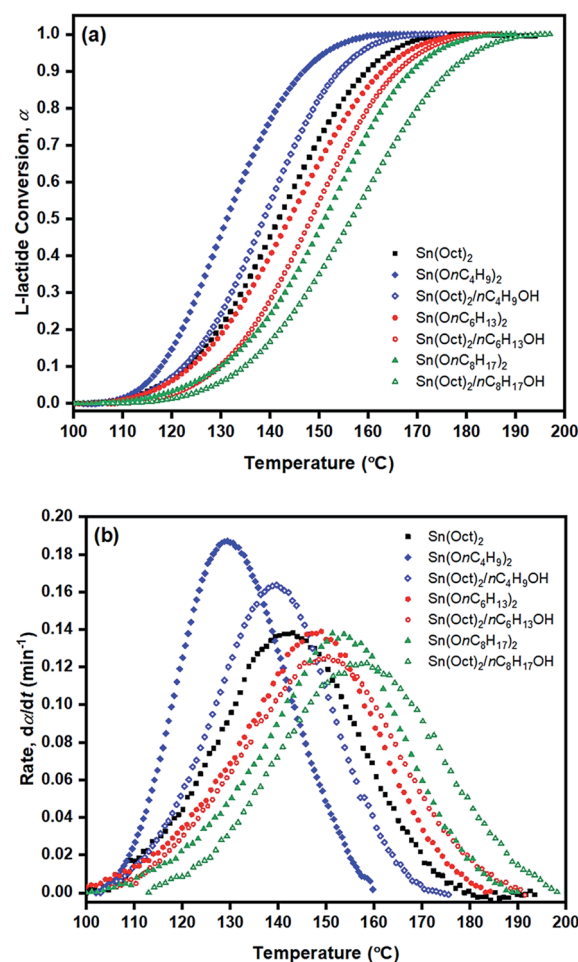 (a)
1.0
0.9
0.8
0.7
0.6
0.5
0.4
0.3
0.2
0.1
0.0
L-lactide Conversion, α
Sn(Oct)₂
Sn(OnC₄H₉)₂
Sn(Oct)₂/nC₄H₉OH
Sn(OnC₆H₁₃)₂
Sn(Oct)₂/nC₆H₁₃OH
Sn(OnC₈H₁₇)₂
Sn(Oct)₂/nC₈H₁₇OH
100 110 120 130 140 150 160 170 180 190 200
Temperature (°C)
(b)
0.20
0.18
0.16
0.14
0.12
0.10
0.08
0.06
0.04
0.02
0.00
Rate, dα/dt (min⁻¹)
Sn(Oct)₂
Sn(OnC₄H₉)₂
Sn(Oct)₂/nC₄H₉OH
Sn(OnC₆H₁₃)₂
Sn(Oct)₂/nC₆H₁₃OH
Sn(OnC₈H₁₇)₂
Sn(Oct)₂/nC₈H₁₇OH
100 110 120 130 140 150 160 170 180 190 200
Temperature (°C)